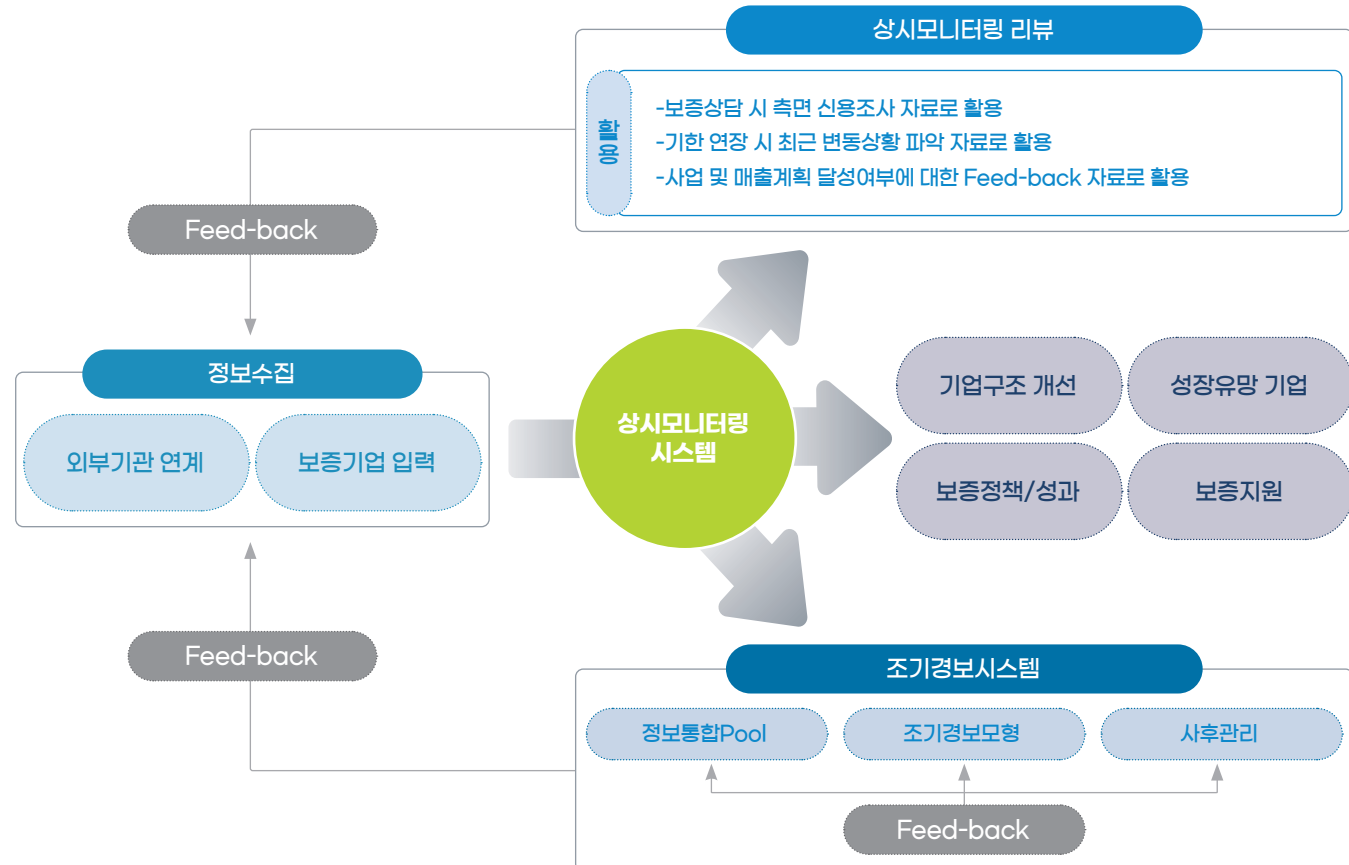 상시모니터링 리뷰
활용
-보증상담 시 측면 신용조사 자료로 활용
-기한 연장 시 최근 변동상황 파악 자료로 활용
-사업 및 매출계획 달성여부에 대한 Feed-back 자료로 활용
Feed-back
정보수집
외부기관 연계
보증기업 입력
상시모니터링
시스템
기업구조 개선
성장유망 기업
보증정책/성과
보증지원
Feed-back
조기경보시스템
정보통합Pool
조기경보모형
사후관리
Feed-back